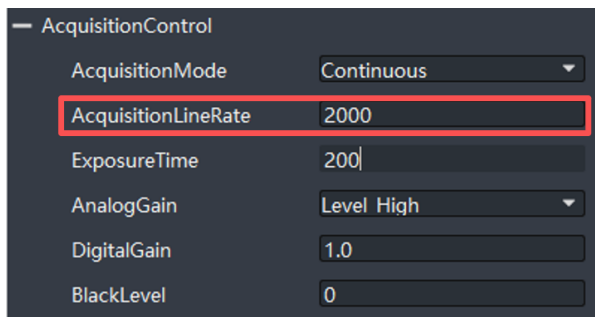 AcquisitionControl
AcquisitionMode Continuous
AcquisitionLineRate 2000
ExposureTime 200
AnalogGain Level High
DigitalGain 1.0
BlackLevel 0